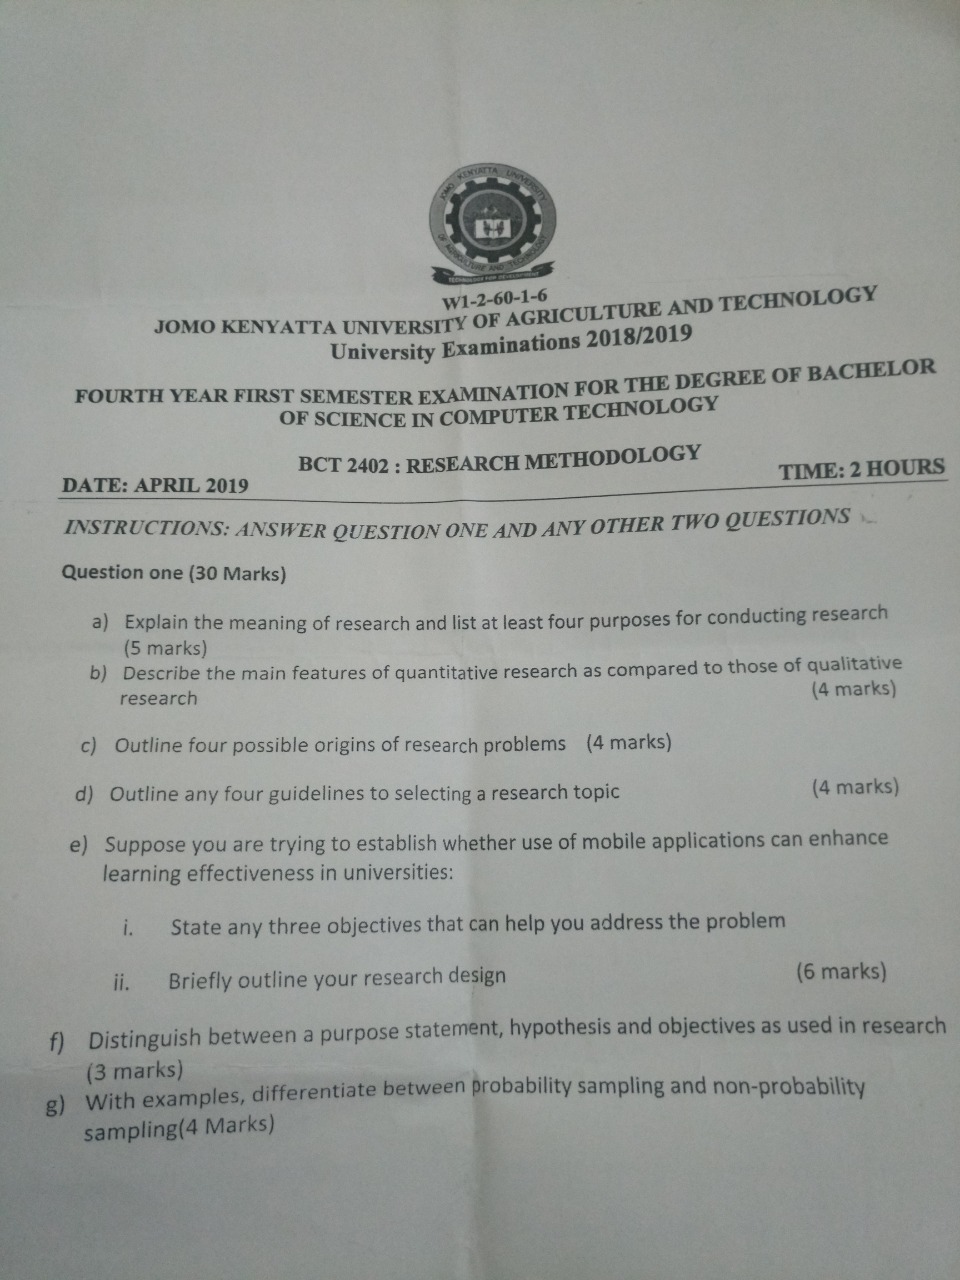 JOMO KENYATTA UNIVERSITY
OF AGRICULTURE AND TECHNOLOGY
W1-2-60-1-6
JOMO KENYATTA UNIVERSITY OF AGRICULTURE AND TECHNOLOGY
University Examinations 2018/2019
FOURTH YEAR FIRST SEMESTER EXAMINATION FOR THE DEGREE OF BACHELOR
OF SCIENCE IN COMPUTER TECHNOLOGY
BCT 2402 : RESEARCH METHODOLOGY
DATE: APRIL 2019 TIME: 2 HOURS
INSTRUCTIONS: ANSWER QUESTION ONE AND ANY OTHER TWO QUESTIONS
Question one (30 Marks)
a) Explain the meaning of research and list at least four purposes for conducting research
(5 marks)
b) Describe the main features of quantitative research as compared to those of qualitative
research (4 marks)
c) Outline four possible origins of research problems (4 marks)
d) Outline any four guidelines to selecting a research topic (4 marks)
e) Suppose you are trying to establish whether use of mobile applications can enhance
learning effectiveness in universities:
i. State any three objectives that can help you address the problem
ii. Briefly outline your research design (6 marks)
f) Distinguish between a purpose statement, hypothesis and objectives as used in research
(3 marks)
g) With examples, differentiate between probability sampling and non-probability
sampling(4 Marks)